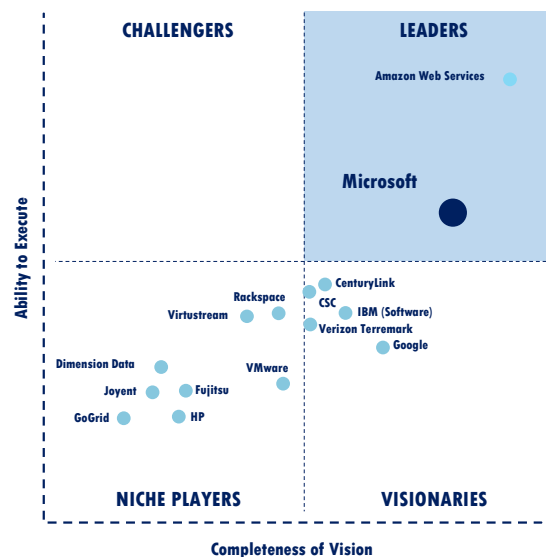 CHALLENGERS
LEADERS
Amazon Web Services
Microsoft
Ability to Execute
CenturyLink
Rackspace
CSC
IBM (Software)
Virtustream
Verizon Terremark
Google
Dimension Data
VMware
Joyent
Fujitsu
GoGrid
HP
NICHE PLAYERS
VISIONARIES
Completeness of Vision